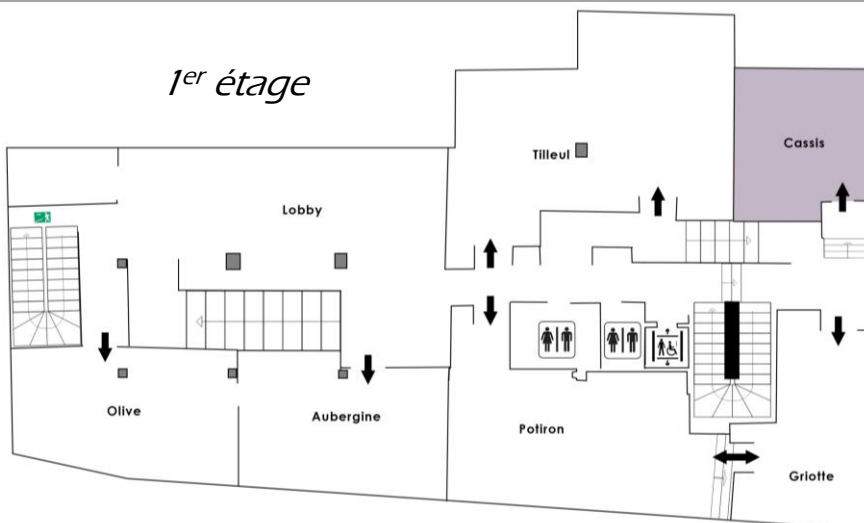 1er étage
Cassis
Tilleul
Lobby
Olive
Aubergine
Potiron
Griotte